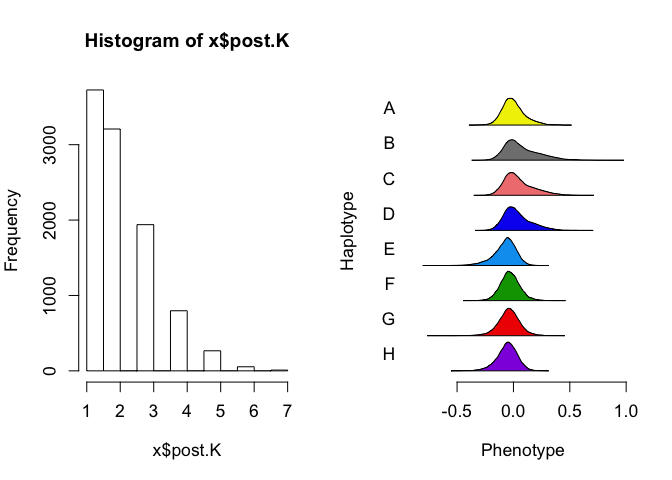 Histogram of x$post.K
Frequency
0
1000
2000
3000
1 2 3 4 5 6 7
x$post.K
Haplotype
A
B
C
D
E
F
G
H
-0.5 0.0 0.5 1.0
Phenotype